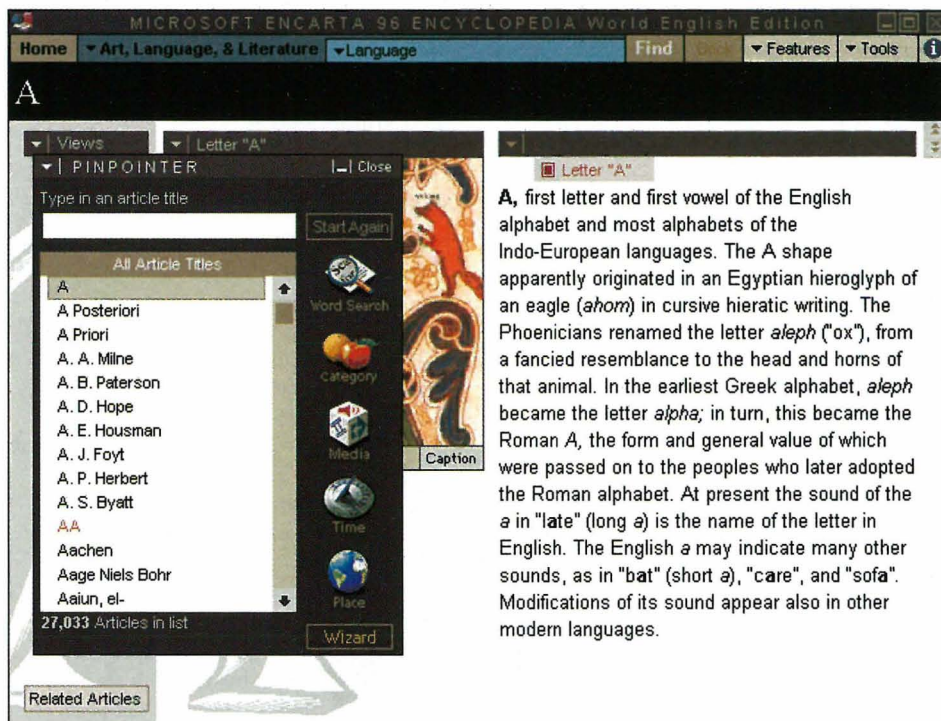 MICROSOFT ENCARTA 96 ENCYCLOPEDIA World English Edition
Home Art, Language, & Literature Language Find Back Features Tools
A
Views Letter "A"
PINPOINTER Close
Type in an article title
Start Again
All Article Titles
A
A Posteriori
A Priori
A. A. Milne
A. B. Paterson
A. D. Hope
A. E. Housman
A. J. Foyt
A. P. Herbert
A. S. Byatt
AA
Aachen
Aage Niels Bohr
Aaiun, el-
27,033 Articles in list
Word Search
Category
Media
Time
Place
Wizard
Caption
Related Articles
Letter "A"
A, first letter and first vowel of the English
alphabet and most alphabets of the
Indo-European languages. The A shape
apparently originated in an Egyptian hieroglyph of
an eagle (ahom) in cursive hieratic writing. The
Phoenicians renamed the letter aleph ("ox"), from
a fancied resemblance to the head and horns of
that animal. In the earliest Greek alphabet, aleph
became the letter alpha; in turn, this became the
Roman A, the form and general value of which
were passed on to the peoples who later adopted
the Roman alphabet. At present the sound of the
a in "late" (long a) is the name of the letter in
English. The English a may indicate many other
sounds, as in "bat" (short a), "care", and "sofa".
Modifications of its sound appear also in other
modern languages.